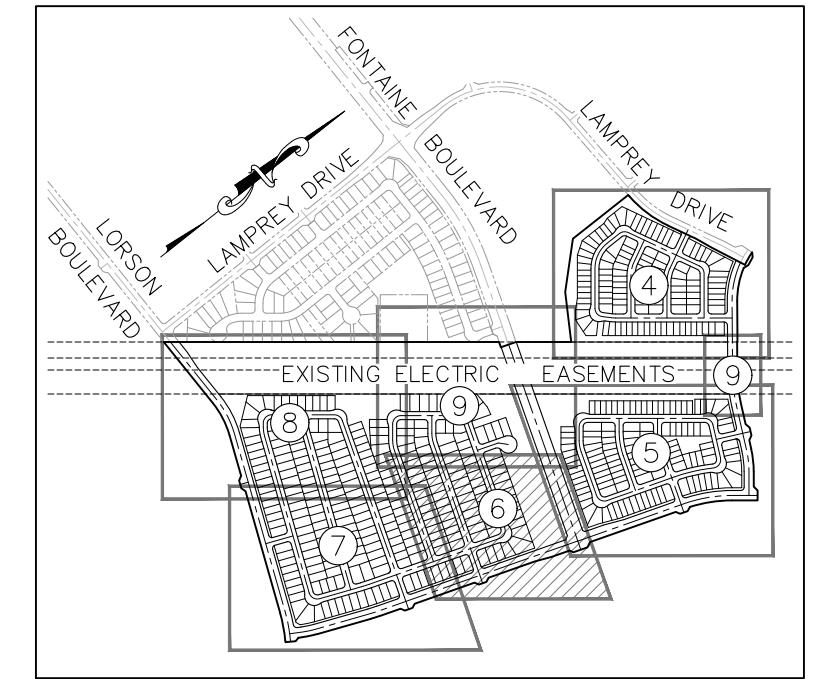 FONTAINE
BOULEVARD
LAMPREY
DRIVE
N
LAMPREY DRIVE
LORSON
BOULEVARD
4
EXISTING ELECTRIC EASEMENTS
9
9
8
5
6
7